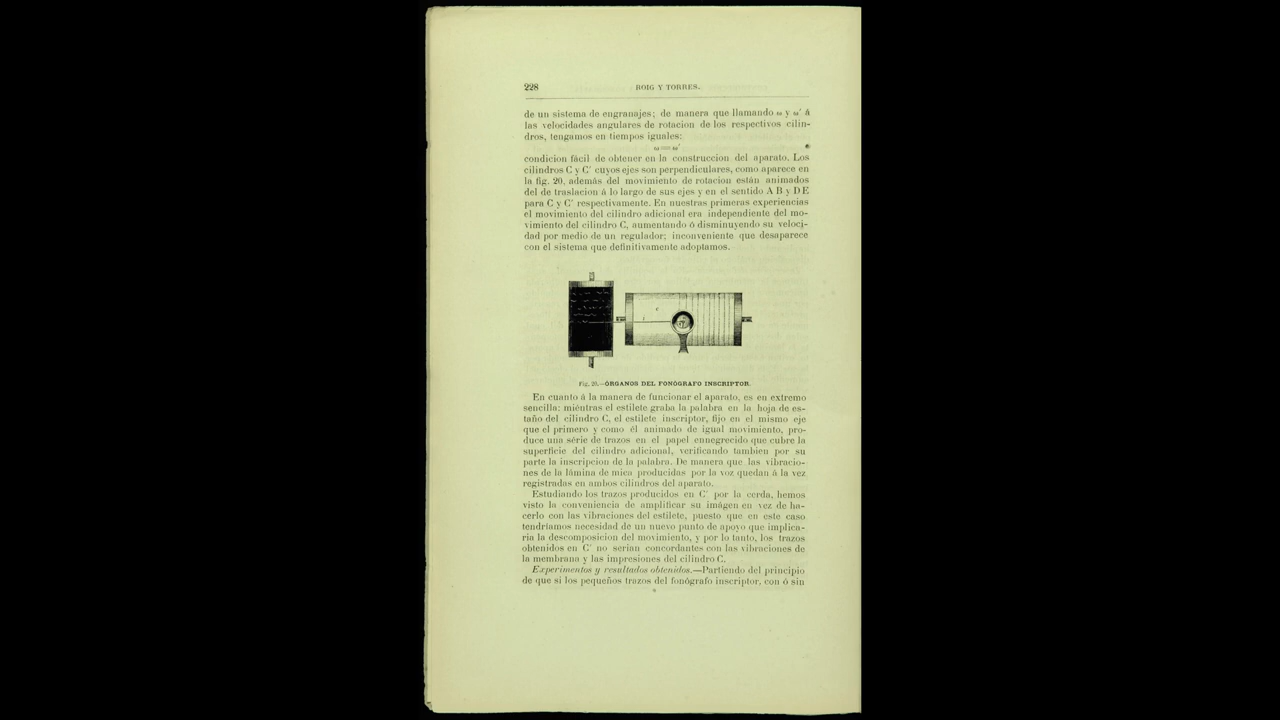 228
ROIG Y TORRES.
de un sistema de engranajes; de manera que llamando ω y ω′ á
las velocidades angulares de rotacion de los respectivos cilin-
dros, tengamos en tiempos iguales:
ω = ω′
condicion fácil de obtener en la construccion del aparato. Los
cilindros C y C′ cuyos ejes son perpendiculares, como aparece en
la fig. 20, además del movimiento de rotacion están animados
del de traslacion á lo largo de sus ejes y en el sentido A B y D E
para C y C′ respectivamente. En nuestras primeras experiencias
el movimiento del cilindro adicional era independiente del mo-
vimiento del cilindro C, aumentando ó disminuyendo su veloci-
dad por medio de un regulador; inconveniente que desaparece
con el sistema que definitivamente adoptamos.
Fig. 20.—ÓRGANOS DEL FONÓGRAFO INSCRIPTOR.
En cuanto á la manera de funcionar el aparato, es en extremo
sencilla: miéntras el estilete graba la palabra en la hoja de es-
taño del cilindro C, el estilete inscriptor, fijo en el mismo eje
que el primero y como él animado de igual movimiento, pro-
duce una série de trazos en el papel ennegrecido que cubre la
superficie del cilindro adicional, verificando tambien por su
parte la inscripcion de la palabra. De manera que las vibracio-
nes de la lámina de mica producidas por la voz quedan á la vez
registradas en ambos cilindros del aparato.
Estudiando los trazos producidos en C′ por la cerda, hemos
visto la conveniencia de amplificar su imágen en vez de ha-
cerlo con las vibraciones del estilete, puesto que en este caso
tendríamos necesidad de un nuevo punto de apoyo que implica-
ria la descomposicion del movimiento, y por lo tanto, los trazos
obtenidos en C′ no serian concordantes con las vibraciones de
la membrana y las impresiones del cilindro C.
Experimentos y resultados obtenidos.—Partiendo del principio
de que si los pequeños trazos del fonógrafo inscriptor, con ó sin